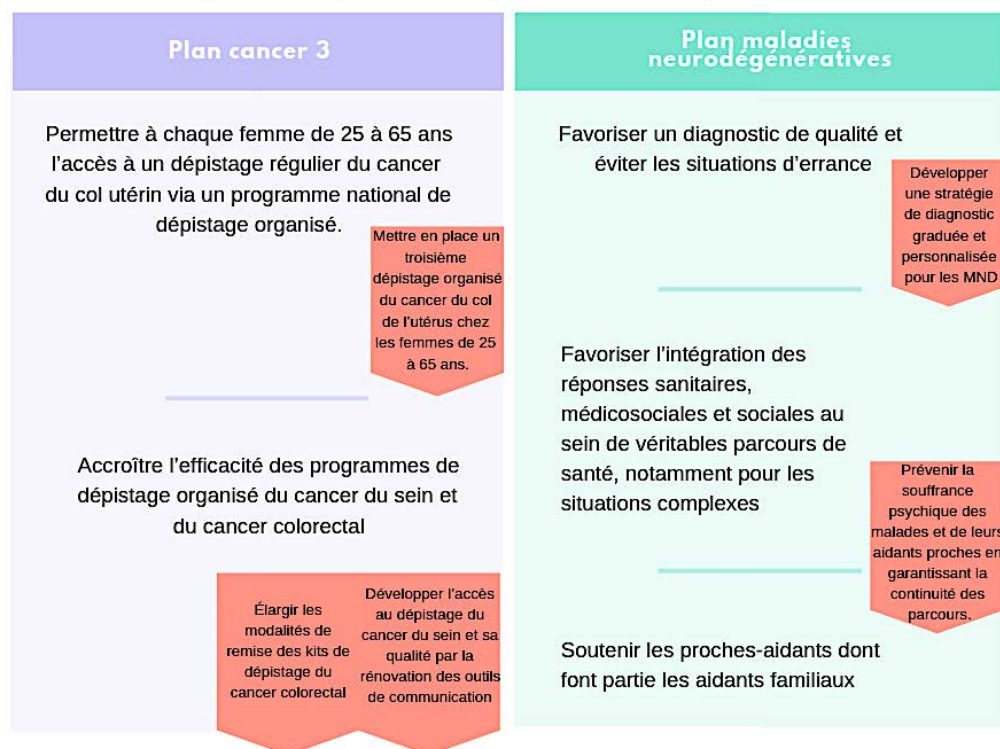 Plan cancer 3
Permettre à chaque femme de 25 à 65 ans
l'accès à un dépistage régulier du cancer
du col utérin via un programme national de
dépistage organisé.
Mettre en place un
troisième
dépistage organisé
du cancer du col
de l'utérus chez
les femmes de 25
à 65 ans.
Accroître l'efficacité des programmes de
dépistage organisé du cancer du sein et
du cancer colorectal
Élargir les
modalités de
remise des kits de
dépistage du
cancer colorectal
Développer l'accès
au dépistage du
cancer du sein et sa
qualité par la
rénovation des outils
de communication
Plan maladies
neurodégénératives
Favoriser un diagnostic de qualité et
éviter les situations d'errance
Développer
une stratégie
de diagnostic
graduée et
personnalisée
pour les MND
Favoriser l'intégration des
réponses sanitaires,
médicosociales et sociales au
sein de véritables parcours de
santé, notamment pour les
situations complexes
Prévenir la
souffrance
psychique des
malades et de leurs
aidants proches en
garantissant la
continuité des
parcours.
Soutenir les proches-aidants dont
font partie les aidants familiaux